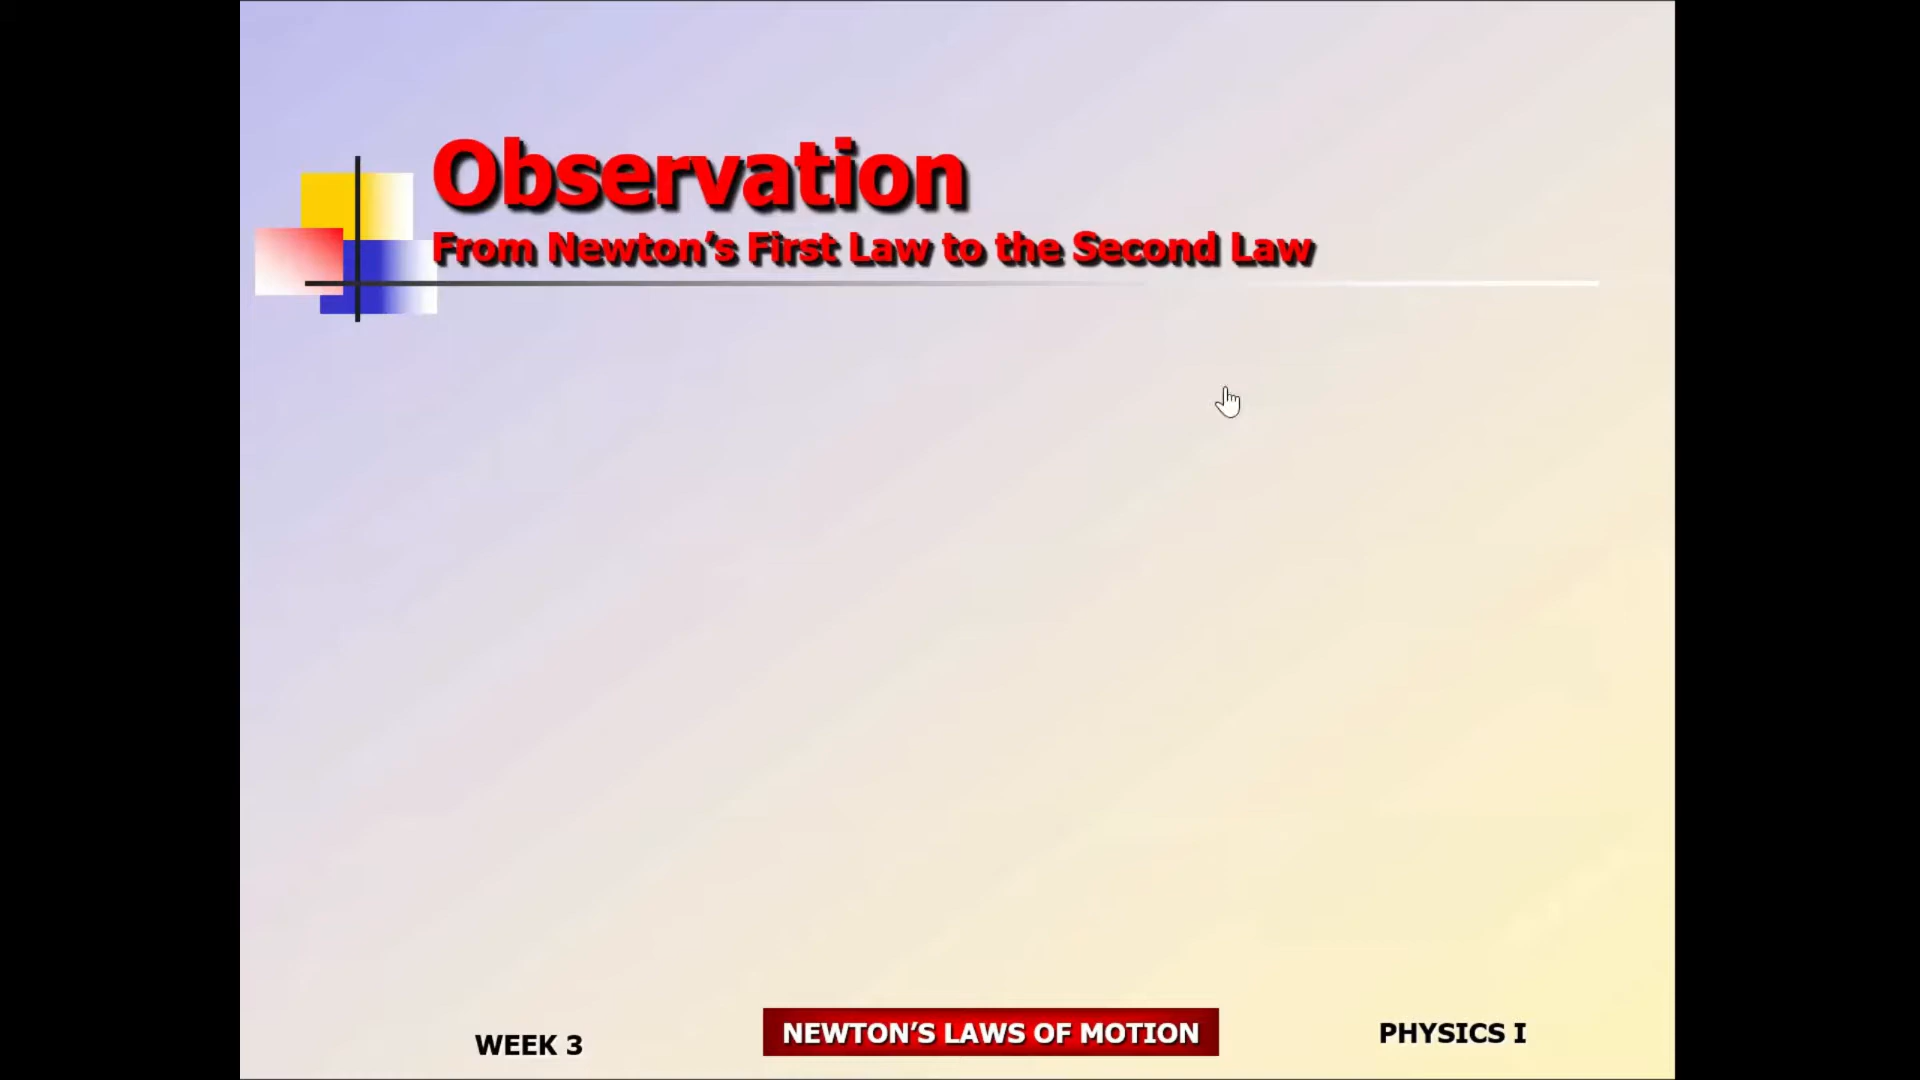 Observation
From Newton’s First Law to the Second Law
WEEK 3
NEWTON’S LAWS OF MOTION
PHYSICS I